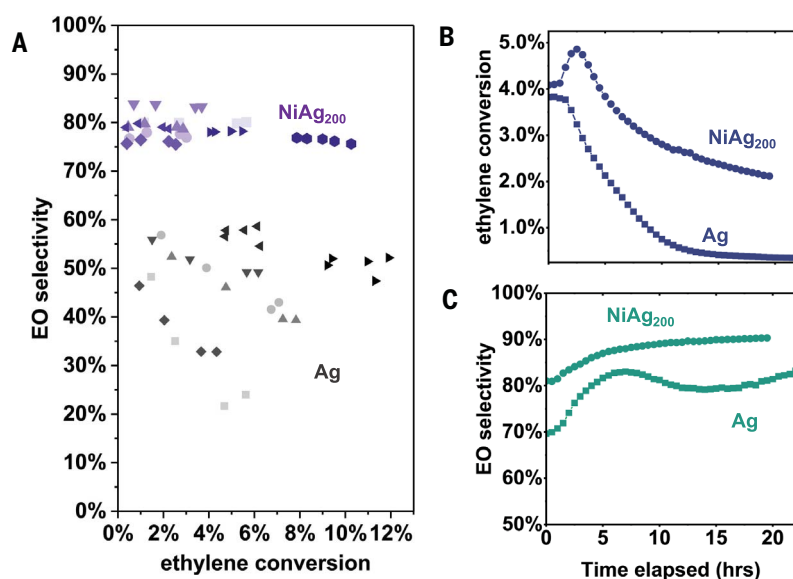 A
100%
90%
80%
70%
60%
50%
40%
30%
20%
10%
0%
EO selectivity
NiAg200
Ag
0% 2% 4% 6% 8% 10% 12%
ethylene conversion
B
5.0%
4.0%
3.0%
2.0%
1.0%
ethylene conversion
NiAg200
Ag
C
100%
90%
80%
70%
60%
50%
EO selectivity
NiAg200
Ag
0 5 10 15 20
Time elapsed (hrs)